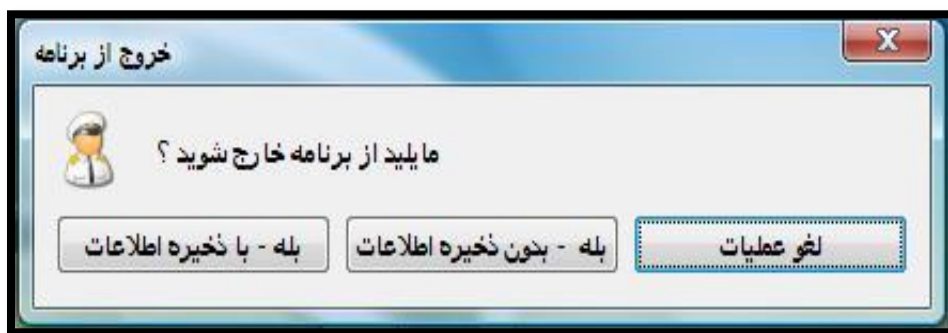 خروج از برنامه
مایلید از برنامه خارج شوید ؟
لغو عملیات
بله - بدون ذخیره اطلاعات
بله - با ذخیره اطلاعات